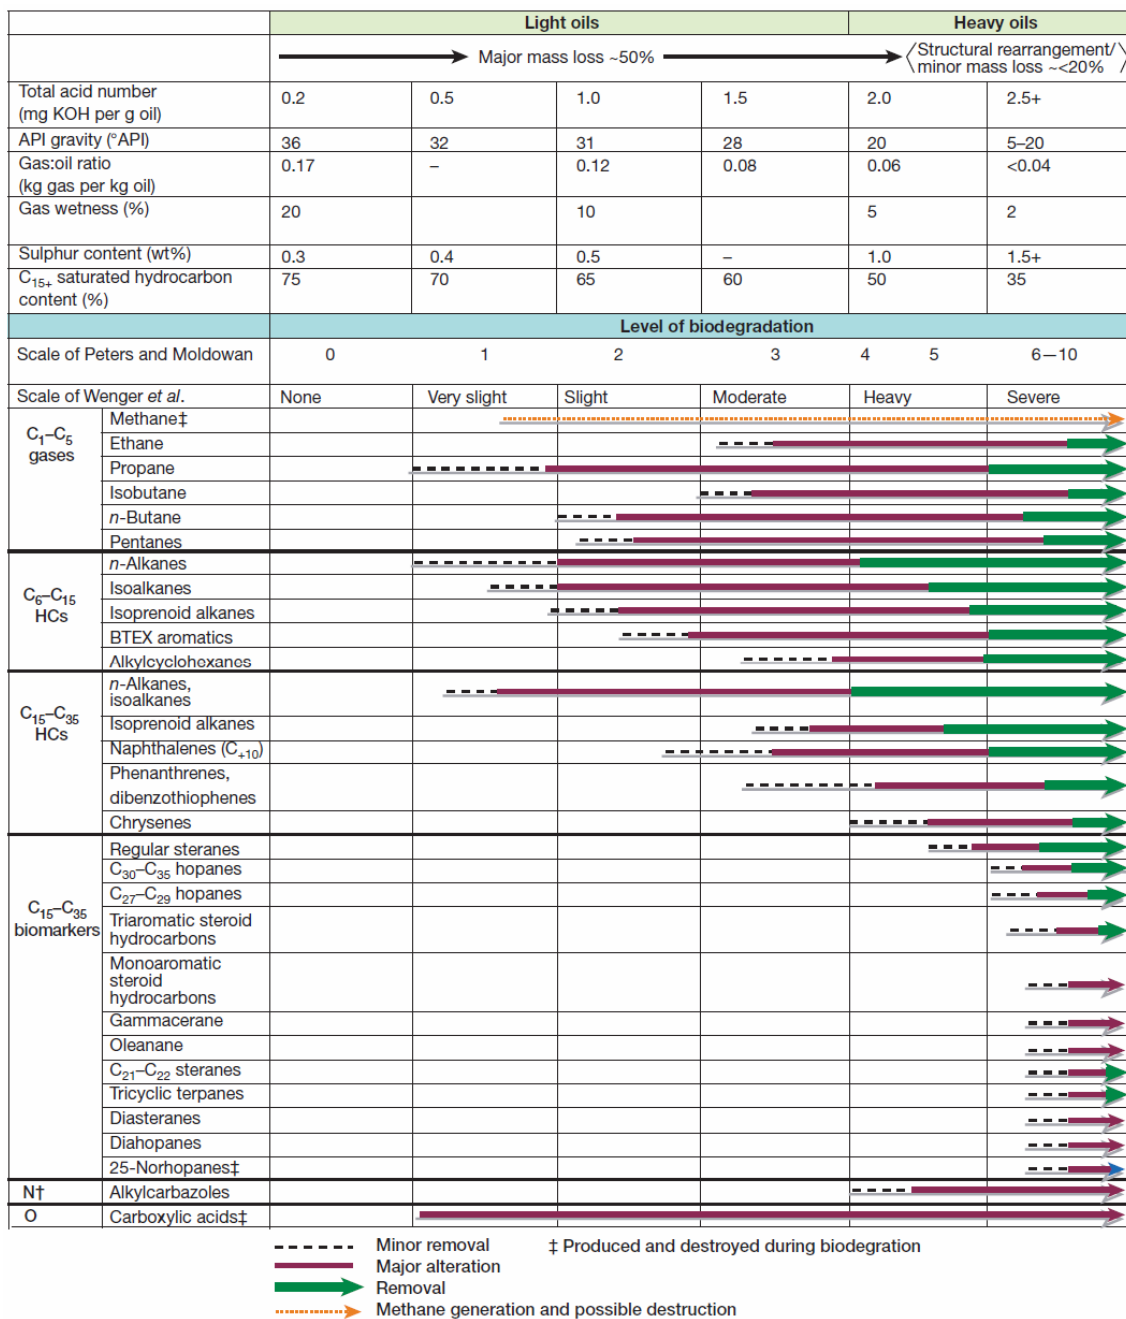 Light oils Heavy oils
Major mass loss ~50% Structural rearrangement/
minor mass loss ~<20%
Total acid number
(mg KOH per g oil) 0.2 0.5 1.0 1.5 2.0 2.5+
API gravity (°API) 36 32 31 28 20 5–20
Gas:oil ratio
(kg gas per kg oil) 0.17 – 0.12 0.08 0.06 <0.04
Gas wetness (%) 20 10 5 2
Sulphur content (wt%) 0.3 0.4 0.5 – 1.0 1.5+
C15+ saturated hydrocarbon
content (%) 75 70 65 60 50 35
Level of biodegradation
Scale of Peters and Moldowan 0 1 2 3 4 5 6—10
Scale of Wenger et al. None Very slight Slight Moderate Heavy Severe
C1–C5
gases
Methane‡
Ethane
Propane
Isobutane
n-Butane
Pentanes
C6–C15
HCs
n-Alkanes
Isoalkanes
Isoprenoid alkanes
BTEX aromatics
Alkylcyclohexanes
C15–C35
HCs
n-Alkanes,
isoalkanes
Isoprenoid alkanes
Naphthalenes (C+10)
Phenanthrenes,
dibenzothiophenes
Chrysenes
C15–C35
biomarkers
Regular steranes
C30–C35 hopanes
C27–C29 hopanes
Triaromatic steroid
hydrocarbons
Monoaromatic
steroid
hydrocarbons
Gammacerane
Oleanane
C21–C22 steranes
Tricyclic terpanes
Diasteranes
Diahopanes
25-Norhopanes‡
N† Alkylcarbazoles
O Carboxylic acids‡
Minor removal ‡ Produced and destroyed during biodegration
Major alteration
Removal
Methane generation and possible destruction